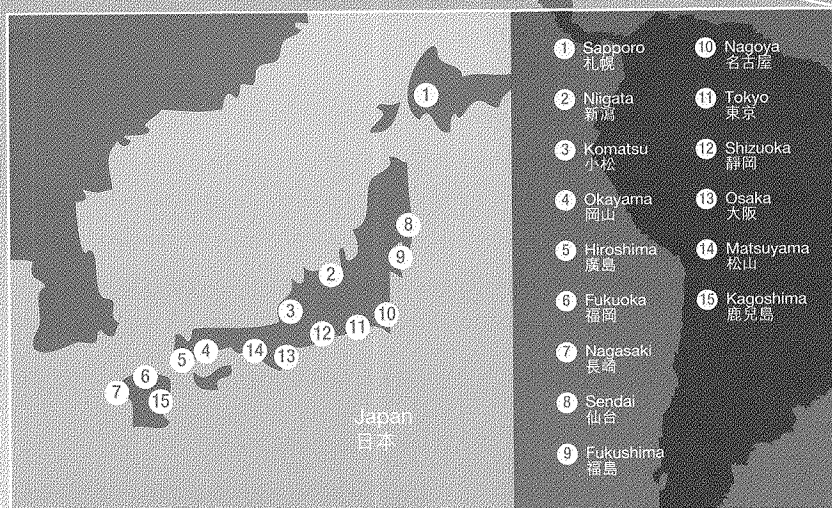 1
8
9
2
3
10
12
11
5
4
14
13
7
6
15
Japan
日本
1 Sapporo
札幌
2 Niigata
新潟
3 Komatsu
小松
4 Okayama
岡山
5 Hiroshima
廣島
6 Fukuoka
福岡
7 Nagasaki
長崎
8 Sendai
仙台
9 Fukushima
福島
10 Nagoya
名古屋
11 Tokyo
東京
12 Shizuoka
靜岡
13 Osaka
大阪
14 Matsuyama
松山
15 Kagoshima
鹿兒島